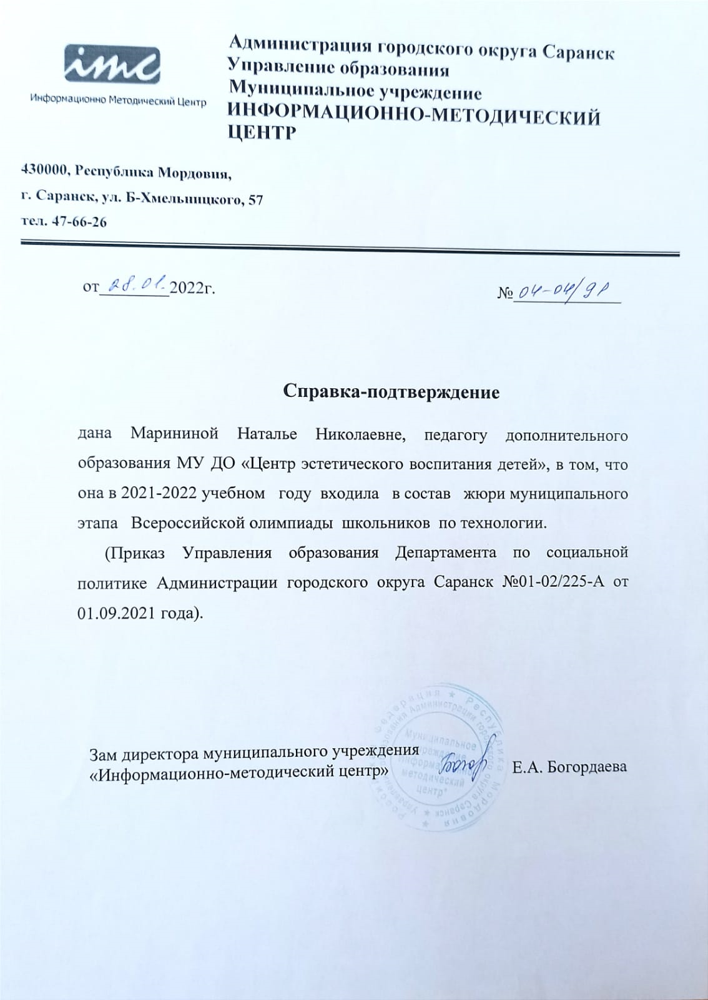 imc
Информационно Методический Центр
Администрация городского округа Саранск
Управление образования
Муниципальное учреждение
ИНФОРМАЦИОННО-МЕТОДИЧЕСКИЙ
ЦЕНТР
430000, Республика Мордовия,
г. Саранск, ул. Б-Хмельницкого, 57
тел. 47-66-26
от 28.01.2022г.
№ 04-04/91
Справка-подтверждение
дана Марининой Наталье Николаевне, педагогу дополнительного
образования МУ ДО «Центр эстетического воспитания детей», в том, что
она в 2021-2022 учебном году входила в состав жюри муниципального
этапа Всероссийской олимпиады школьников по технологии.
(Приказ Управления образования Департамента по социальной
политике Администрации городского округа Саранск №01-02/225-А от
01.09.2021 года).
Зам директора муниципального учреждения
«Информационно-методический центр»
Е.А. Богордаева
Российская Федерация ★ Республика Мордовия ★
Управление образования Администрации городского округа Саранск ★
Муниципальное
учреждение
"Информационно-
методический
центр"